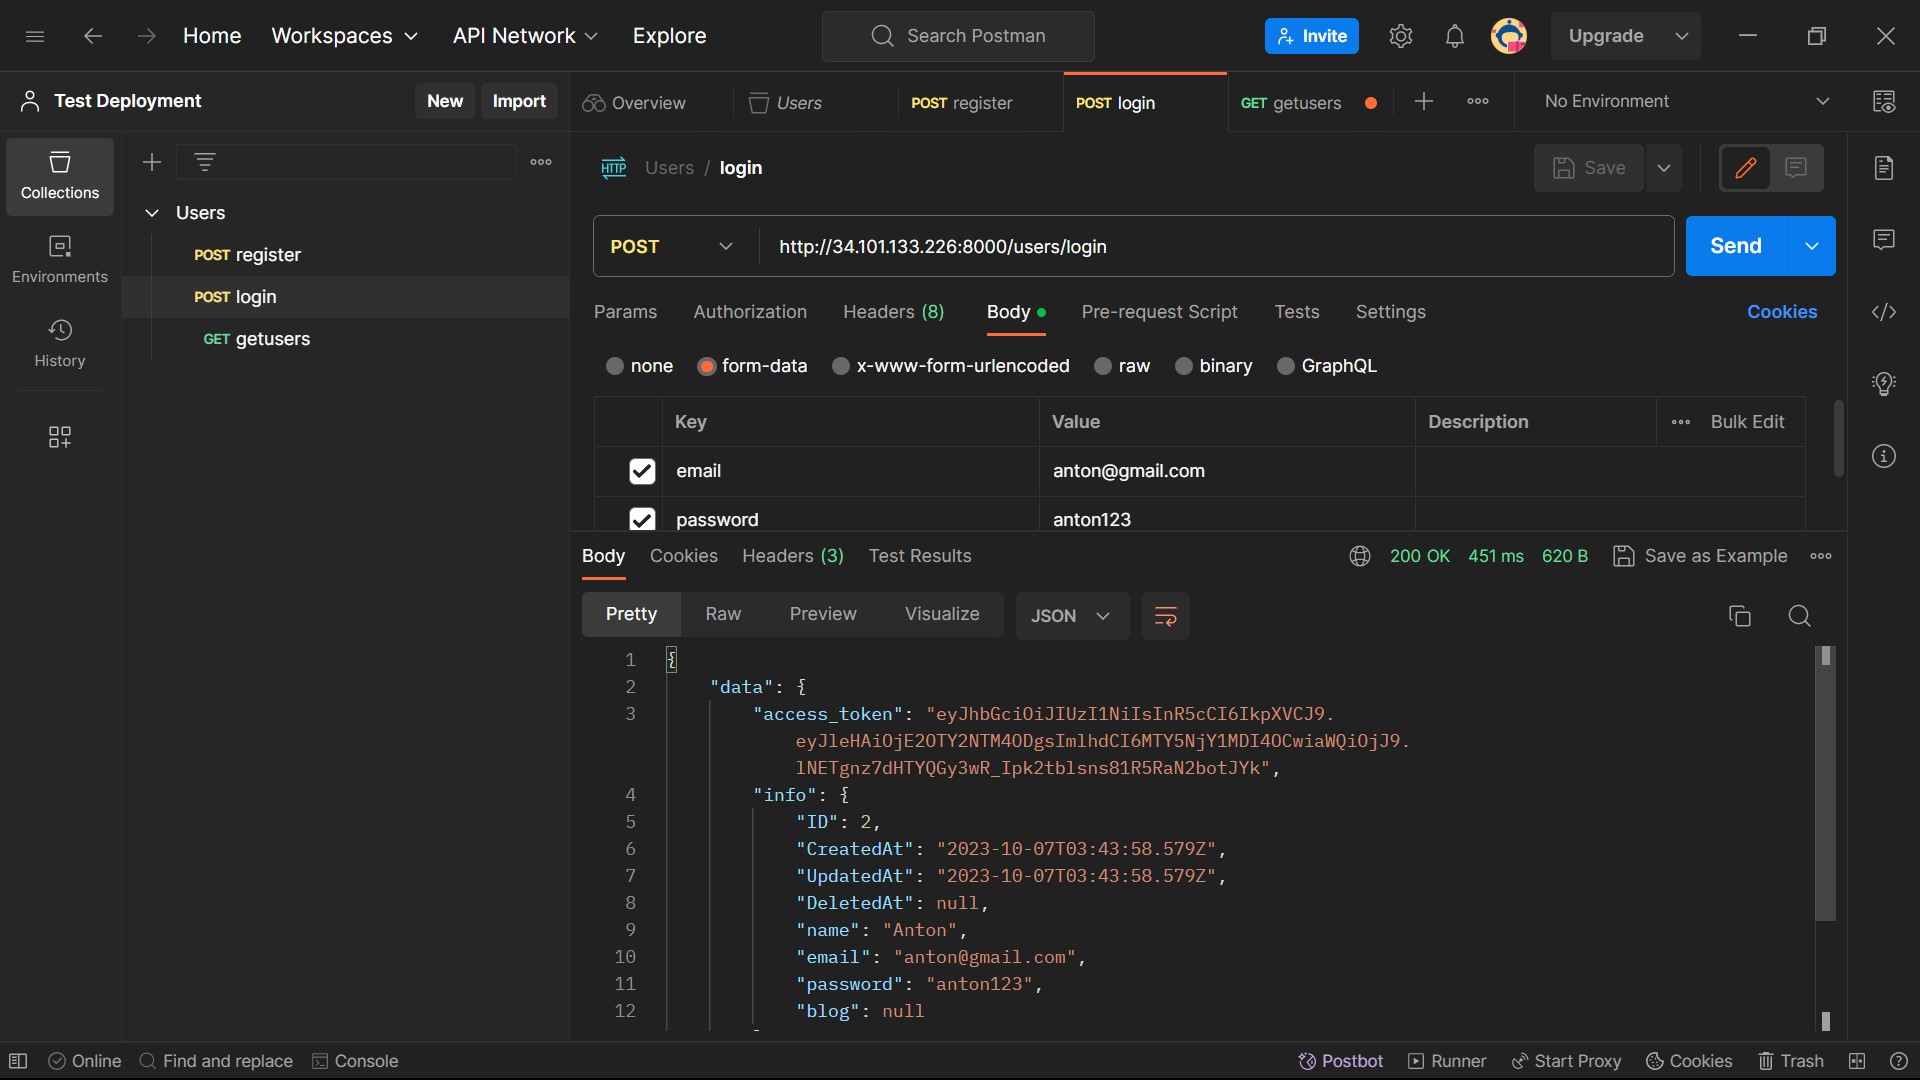 Home
Workspaces
API Network
Explore
Search Postman
Invite
Upgrade
Test Deployment
New
Import
Overview
Users
POST register
POST login
GET getusers
No Environment
Collections
Environments
History
Users
POST register
POST login
GET getusers
HTTP
Users / login
Save
POST
http://34.101.133.226:8000/users/login
Send
Params
Authorization
Headers (8)
Body
Pre-request Script
Tests
Settings
Cookies
none
form-data
x-www-form-urlencoded
raw
binary
GraphQL
Key Value Description Bulk Edit
email anton@gmail.com
password anton123
Body
Cookies
Headers (3)
Test Results
200 OK 451 ms 620 B
Save as Example
Pretty
Raw
Preview
Visualize
JSON
1 {
2 "data": {
3 "access_token": "eyJhbGciOiJIUzI1NiIsInR5cCI6IkpXVCJ9.
eyJleHAiOjE2OTY2NTM4ODgsImlhdCI6MTY5NjY1MDI4OCwiaWQiOjJ9.
lNETgnz7dHTYQGy3wR_Ipk2tblsns81R5RaN2botJYk",
4 "info": {
5 "ID": 2,
6 "CreatedAt": "2023-10-07T03:43:58.579Z",
7 "UpdatedAt": "2023-10-07T03:43:58.579Z",
8 "DeletedAt": null,
9 "name": "Anton",
10 "email": "anton@gmail.com",
11 "password": "anton123",
12 "blog": null
Online
Find and replace
Console
Postbot
Runner
Start Proxy
Cookies
Trash